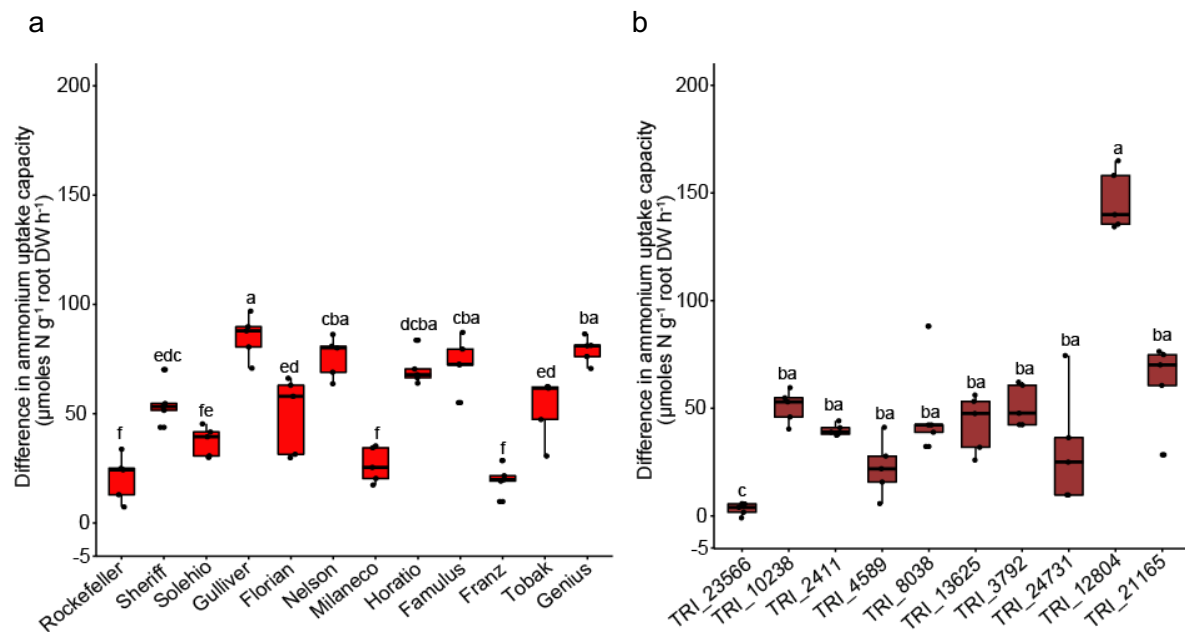 a
Difference in ammonium uptake capacity
(µmoles N g⁻¹ root DW h⁻¹)
200
150
100
50
0
-5
f
edc
fe
a
ed
cba
f
dcba
cba
f
ed
ba
Rockefeller
Sheriff
Solehio
Gulliver
Florian
Nelson
Milaneco
Horatio
Famulus
Franz
Tobak
Genius
b
Difference in ammonium uptake capacity
(µmoles N g⁻¹ root DW h⁻¹)
200
150
100
50
0
-5
c
ba
ba
ba
ba
ba
ba
ba
a
ba
TRI_23566
TRI_10238
TRI_2411
TRI_4589
TRI_8038
TRI_13625
TRI_3792
TRI_24731
TRI_12804
TRI_21165